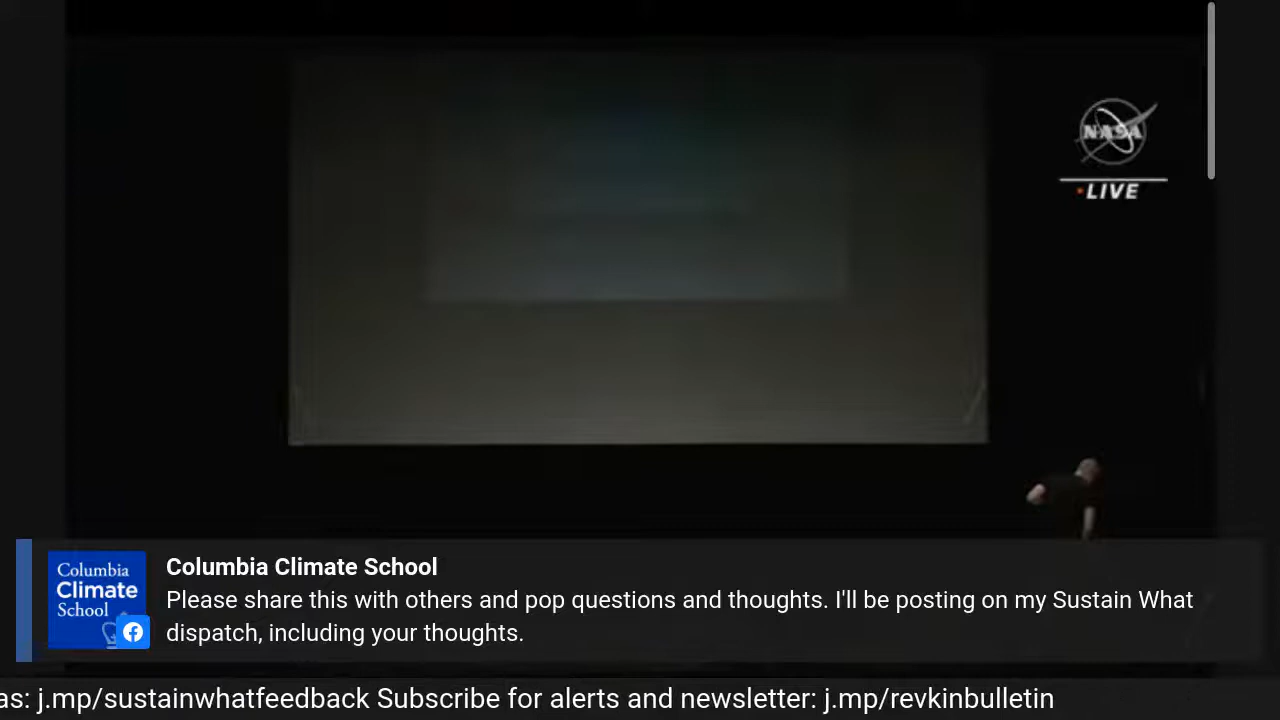 NASA
LIVE
Columbia
Climate
School
Columbia Climate School
Please share this with others and pop questions and thoughts. I'll be posting on my Sustain What
dispatch, including your thoughts.
as: j.mp/sustainwhatfeedback Subscribe for alerts and newsletter: j.mp/revkinbulletin